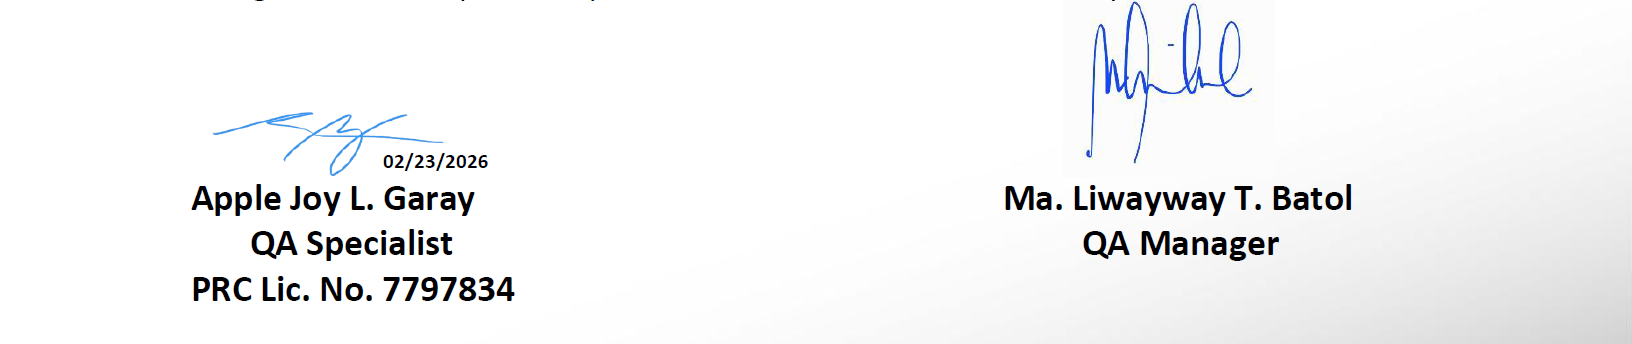 02/23/2026
Apple Joy L. Garay
QA Specialist
PRC Lic. No. 7797834
Ma. Liwayway T. Batol
QA Manager